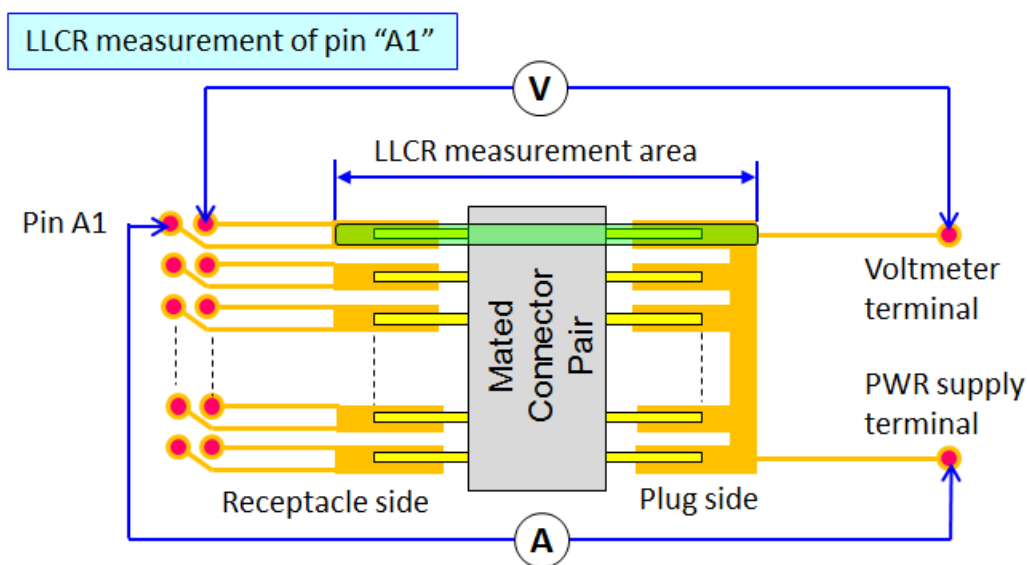 LLCR measurement of pin “A1”
V
LLCR measurement area
Pin A1
Voltmeter
terminal
Mated
Connector
Pair
PWR supply
terminal
Receptacle side
Plug side
A